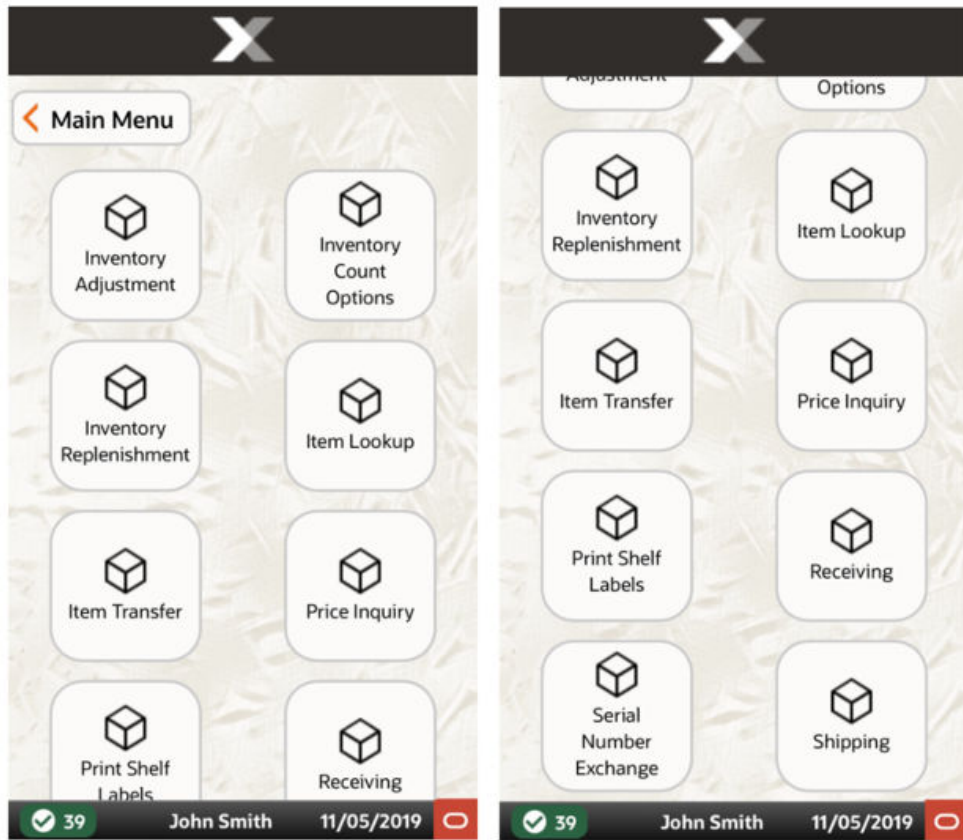 Main Menu
Inventory
Adjustment
Inventory
Count
Options
Inventory
Replenishment
Item Lookup
Item Transfer
Price Inquiry
Print Shelf
Labels
Receiving
39
John Smith
11/05/2019
Adjustment
Options
Inventory
Replenishment
Item Lookup
Item Transfer
Price Inquiry
Print Shelf
Labels
Receiving
Serial
Number
Exchange
Shipping
39
John Smith
11/05/2019